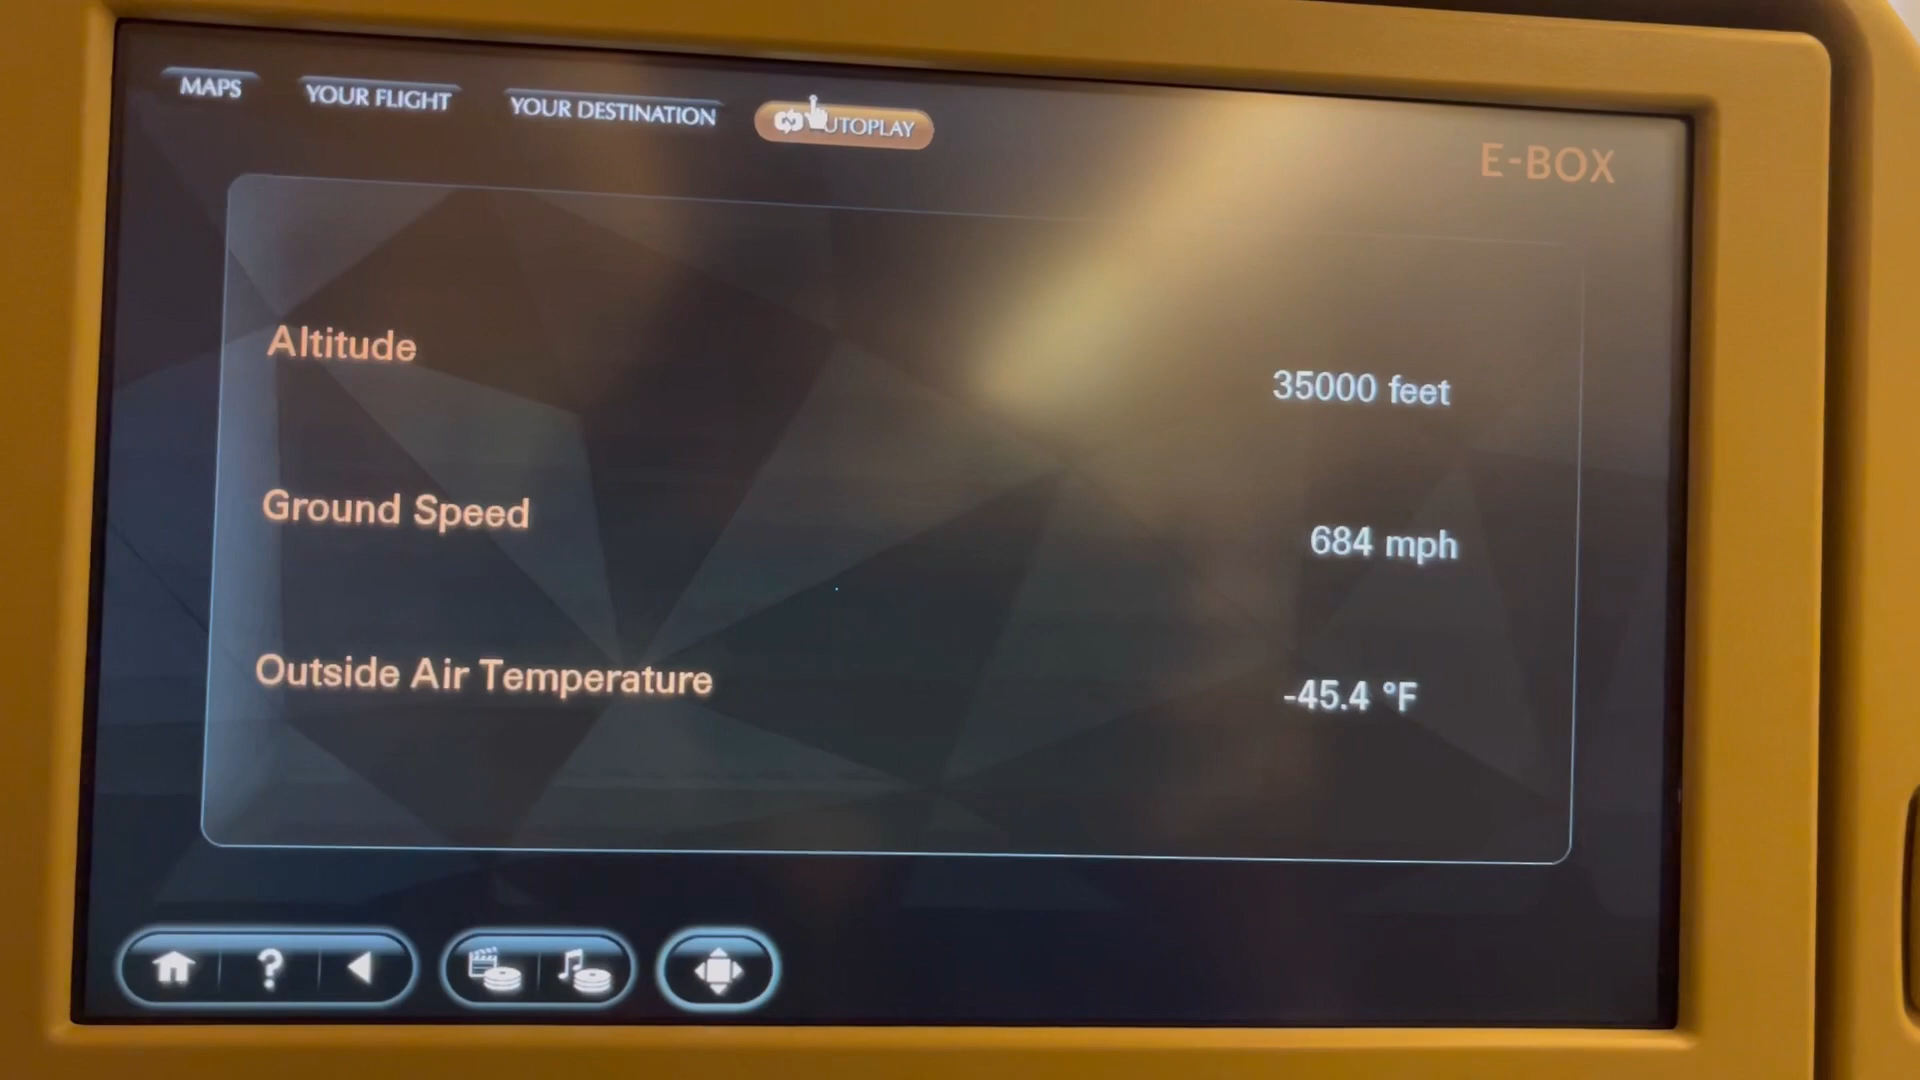 MAPS
YOUR FLIGHT
YOUR DESTINATION
UTOPLAY
E-BOX
Altitude
35000 feet
Ground Speed
684 mph
Outside Air Temperature
-45.4 °F
?